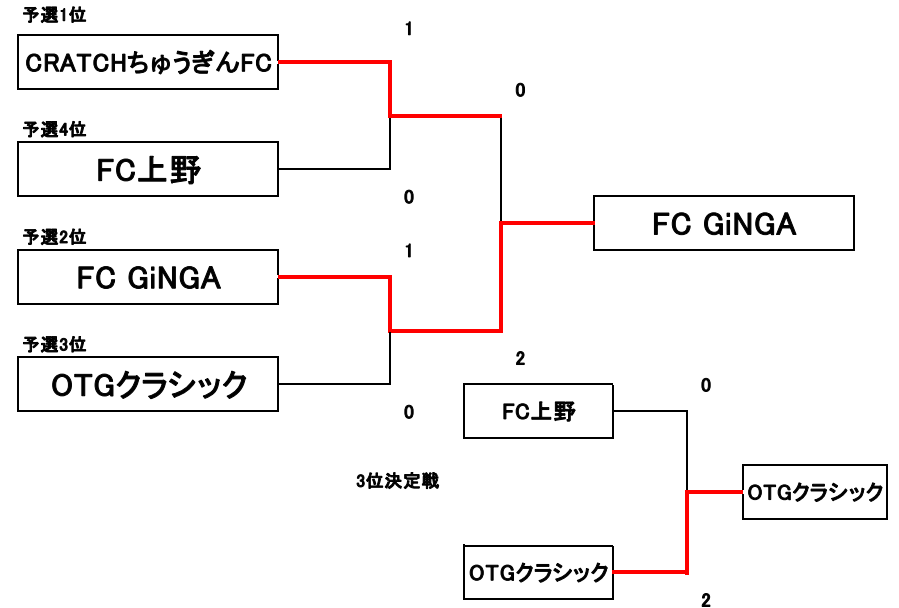 予選1位
1
CRATCHちゅうぎんFC
0
予選4位
FC上野
0
FC GiNGA
予選2位
1
FC GiNGA
予選3位
2
OTGクラシック
0
0
FC上野
3位決定戦
OTGクラシック
OTGクラシック
2